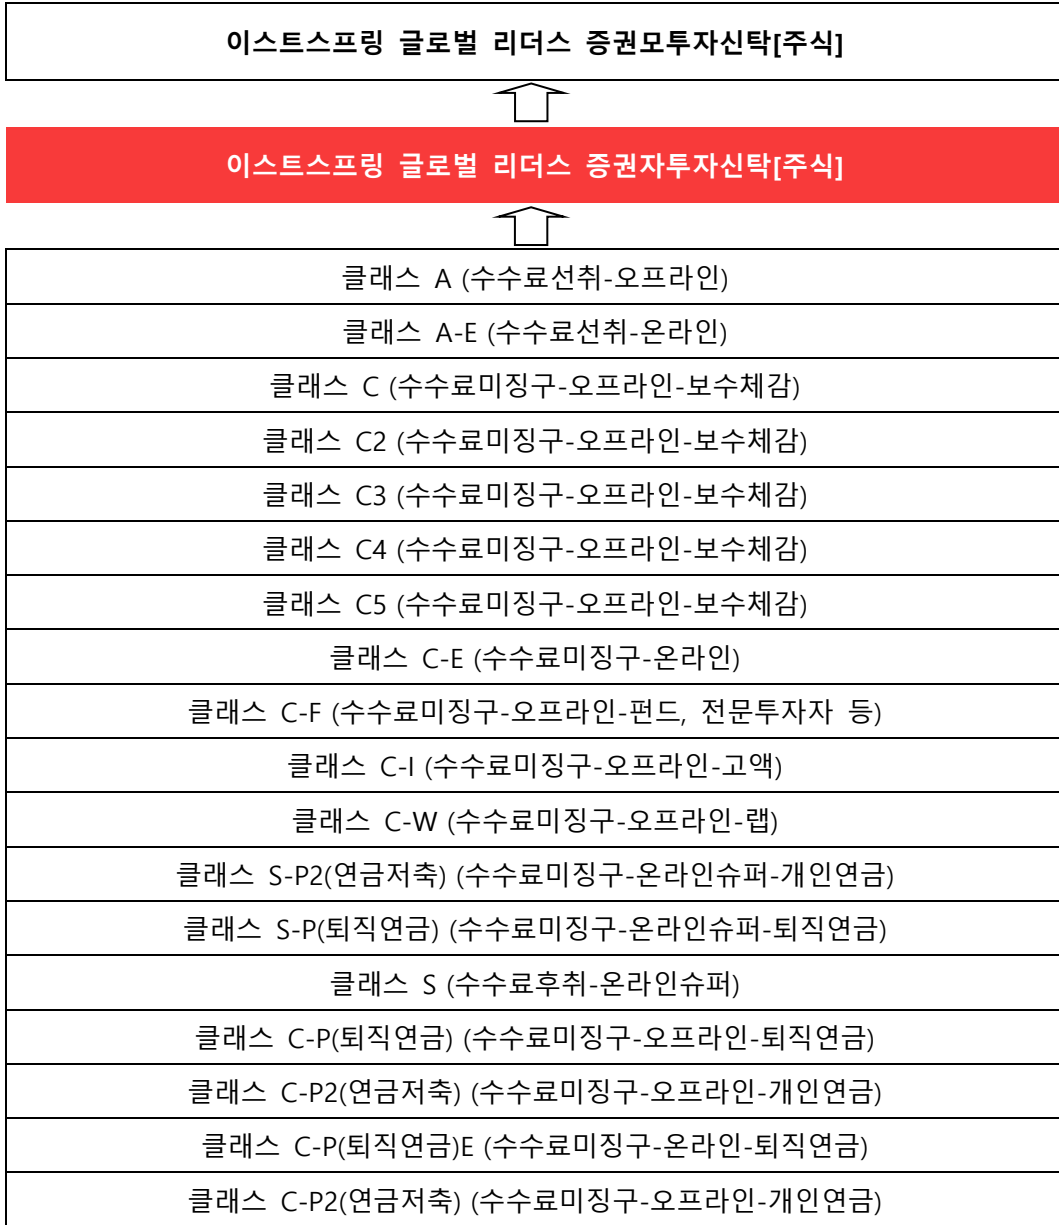 이스트스프링 글로벌 리더스 증권모투자신탁[주식]
이스트스프링 글로벌 리더스 증권자투자신탁[주식]
클래스 A (수수료선취-오프라인)
클래스 A-E (수수료선취-온라인)
클래스 C (수수료미징구-오프라인-보수체감)
클래스 C2 (수수료미징구-오프라인-보수체감)
클래스 C3 (수수료미징구-오프라인-보수체감)
클래스 C4 (수수료미징구-오프라인-보수체감)
클래스 C5 (수수료미징구-오프라인-보수체감)
클래스 C-E (수수료미징구-온라인)
클래스 C-F (수수료미징구-오프라인-펀드, 전문투자자 등)
클래스 C-I (수수료미징구-오프라인-고액)
클래스 C-W (수수료미징구-오프라인-랩)
클래스 S-P2(연금저축) (수수료미징구-온라인슈퍼-개인연금)
클래스 S-P(퇴직연금) (수수료미징구-온라인슈퍼-퇴직연금)
클래스 S (수수료후취-온라인슈퍼)
클래스 C-P(퇴직연금) (수수료미징구-오프라인-퇴직연금)
클래스 C-P2(연금저축) (수수료미징구-오프라인-개인연금)
클래스 C-P(퇴직연금)E (수수료미징구-온라인-퇴직연금)
클래스 C-P2(연금저축) (수수료미징구-오프라인-개인연금)